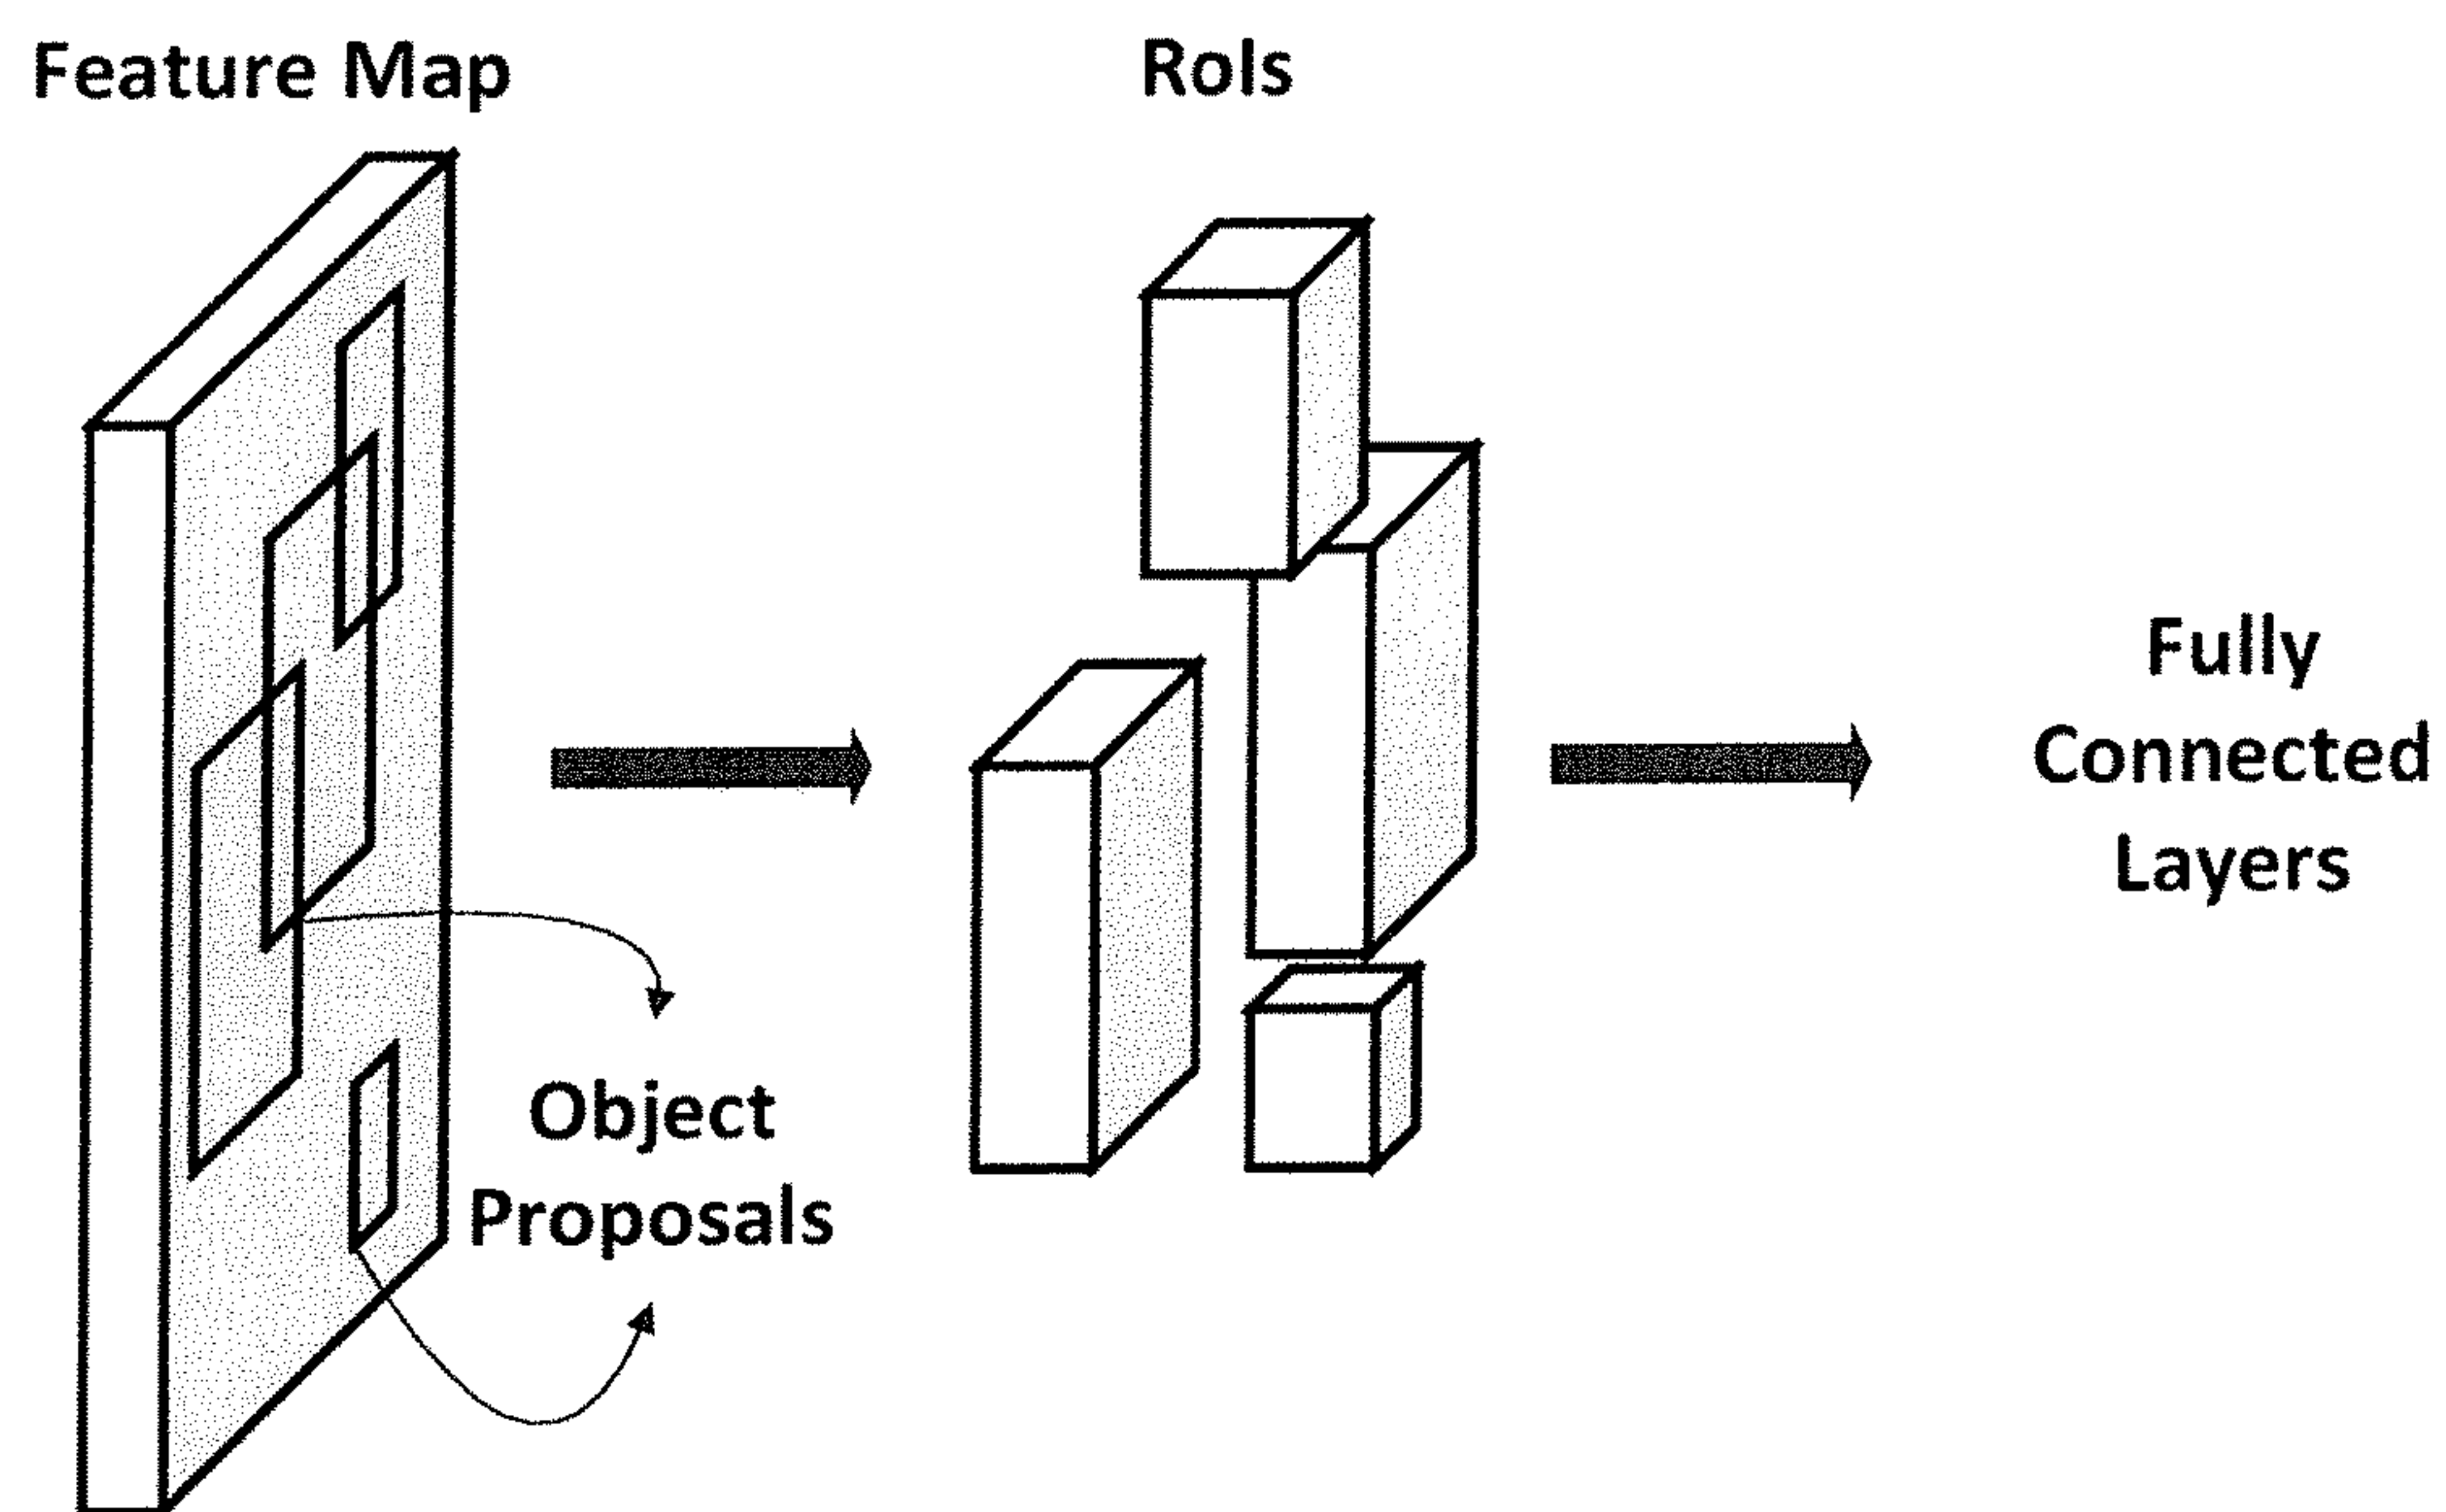 Feature Map
RoIs
Object
Proposals
Fully
Connected
Layers